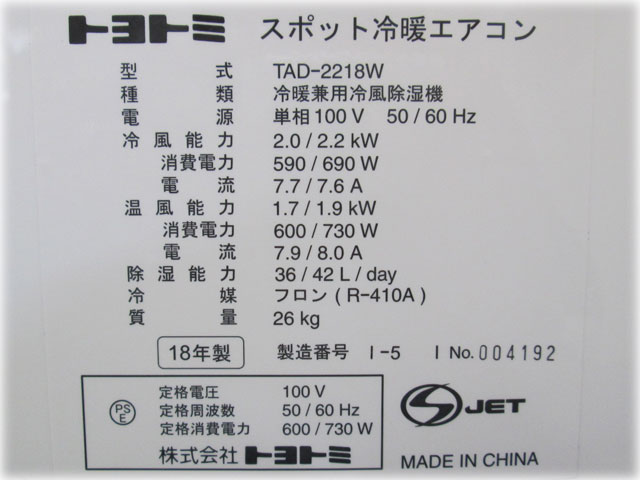 トヨトミ スポット冷暖エアコン
型 式 TAD-2218W
種 類 冷暖兼用冷風除湿機
電 源 単相100 V 50 / 60 Hz
冷風能力 2.0 / 2.2 kW
消費電力 590 / 690 W
電 流 7.7 / 7.6 A
温風能力 1.7 / 1.9 kW
消費電力 600 / 730 W
電 流 7.9 / 8.0 A
除湿能力 36 / 42 L / day
冷 媒 フロン ( R-410A )
質 量 26 kg
18年製 製造番号 I-5 I No. 004192
定格電圧 100 V
定格周波数 50 / 60 Hz
定格消費電力 600 / 730 W
PS E
株式会社 トヨトミ
S JET
MADE IN CHINA